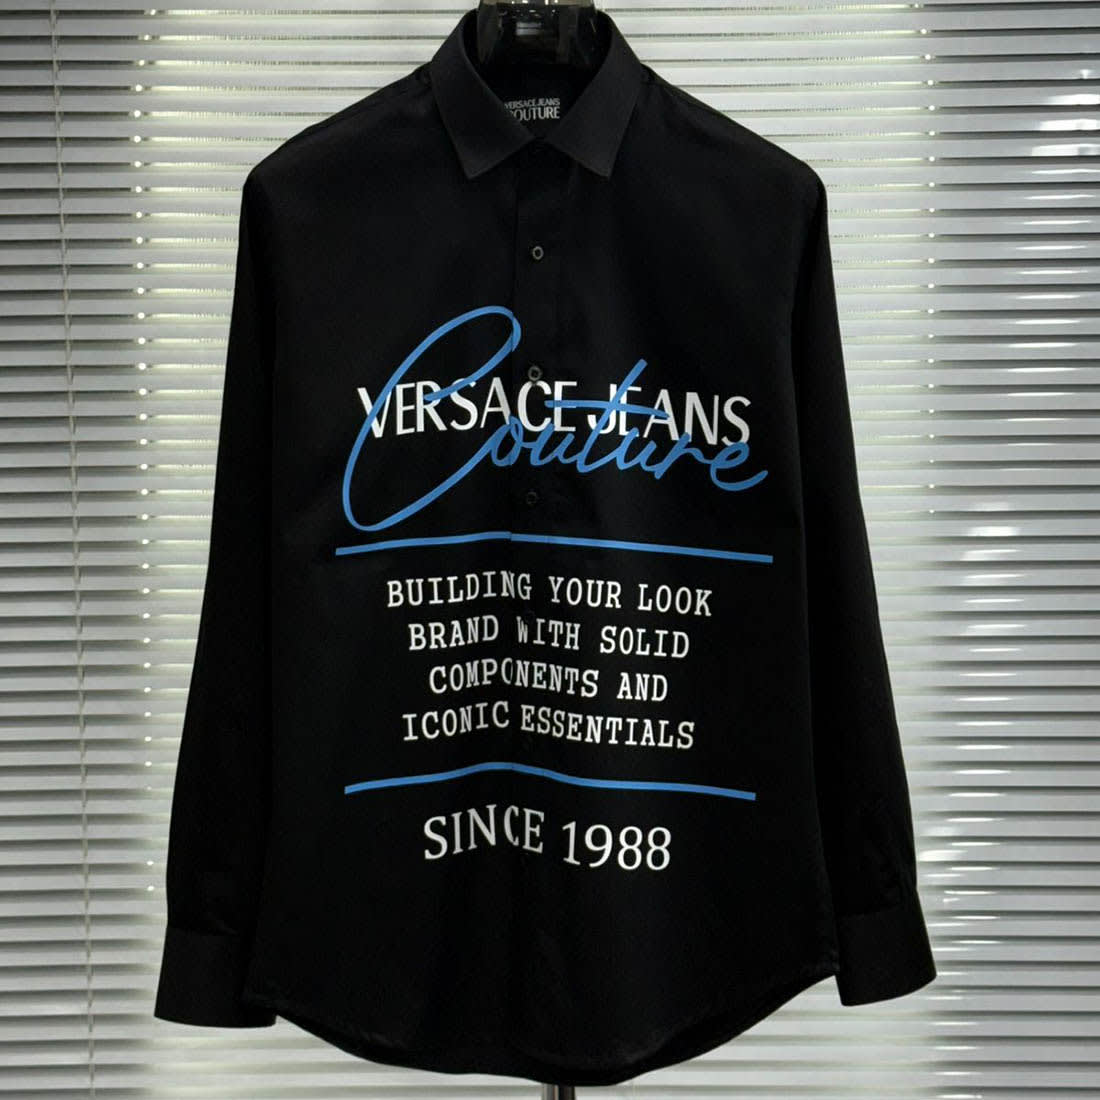 VERSACE JEANS
COUTURE
VERSACE JEANS
Couture
BUILDING YOUR LOOK
BRAND WITH SOLID
COMPONENTS AND
ICONIC ESSENTIALS
SINCE 1988